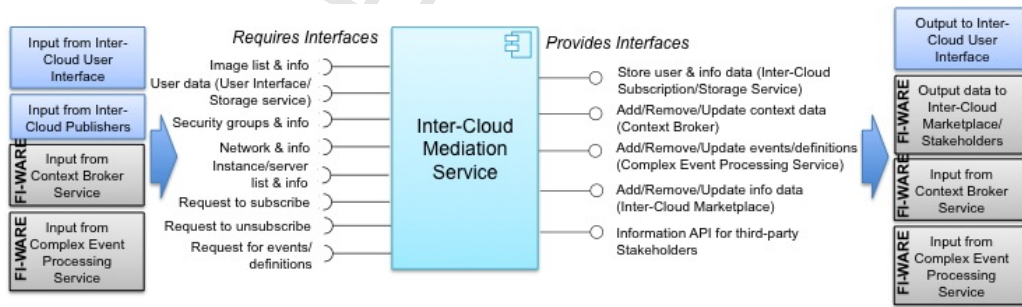 Input from Inter-
Cloud User
Interface
Input from Inter-
Cloud Publishers
FI-WARE
Input from
Context Broker
Service
FI-WARE
Input from
Complex Event
Processing
Service
Requires Interfaces
Image list & info
User data (User Interface/
Storage service)
Security groups & info
Network & info
Instance/server
list & info
Request to subscribe
Request to unsubscribe
Request for events/
definitions
Inter-Cloud
Mediation
Service
Provides Interfaces
Store user & info data (Inter-Cloud
Subscription/Storage Service)
Add/Remove/Update context data
(Context Broker)
Add/Remove/Update events/definitions
(Complex Event Processing Service)
Add/Remove/Update info data
(Inter-Cloud Marketplace)
Information API for third-party
Stakeholders
Output to Inter-
Cloud User
Interface
FI-WARE
Output data to
Inter-Cloud
Marketplace/
Stakeholders
FI-WARE
Input from
Context Broker
Service
FI-WARE
Input from
Complex Event
Processing
Service